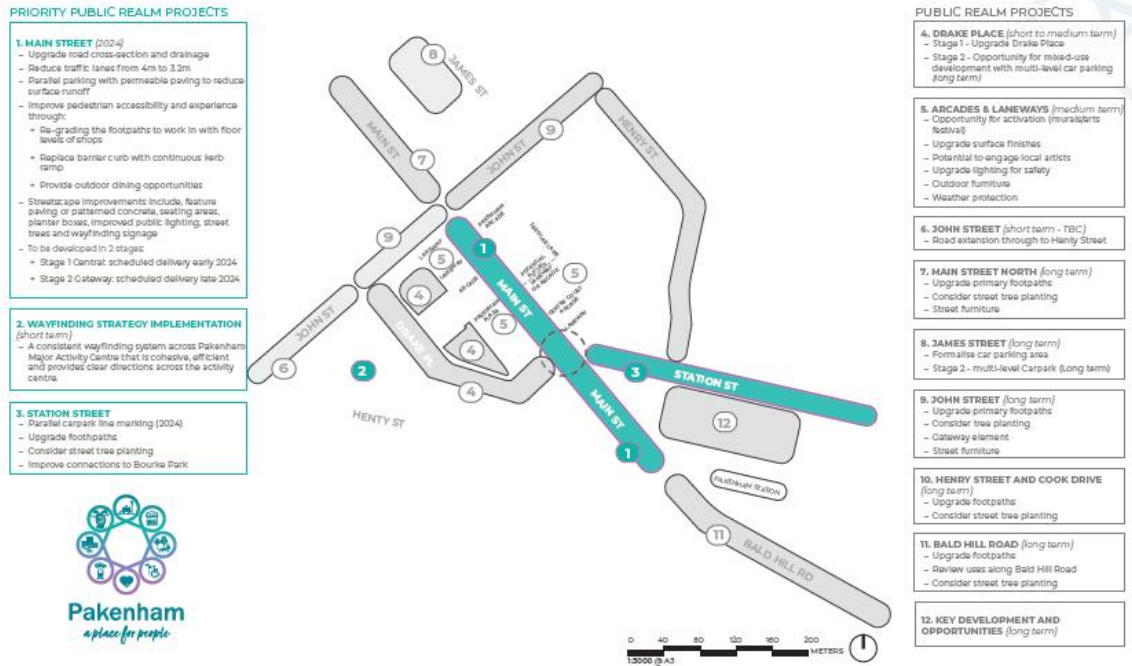 PRIORITY PUBLIC REALM PROJECTS
1. MAIN STREET (2024)
– Upgrade road cross-section and drainage
– Reduce traffic lanes from 4m to 3.2m
– Parallel parking with permeable paving to reduce
surface runoff
– Improve pedestrian accessibility and experience
through:
+ Re-grading the footpaths to work in with floor
levels of shops
+ Replace barrier curb with continuous kerb
ramp
+ Provide outdoor dining opportunities
– Streetscape improvements include, feature
paving or patterned concrete, seating areas,
planter boxes, improved public lighting, street
trees and wayfinding signage
– To be developed in 2 stages:
+ Stage 1 Central: scheduled delivery early 2024
+ Stage 2 Gateway: scheduled delivery late 2024
2. WAYFINDING STRATEGY IMPLEMENTATION
(short term)
– A consistent wayfinding system across Pakenham
Major Activity Centre that is cohesive, efficient
and provides clear directions across the activity
centre.
3. STATION STREET
– Parallel carpark line marking (2024)
– Upgrade foothpaths
– Consider street tree planting
– Improve connections to Bourke Park
Pakenham
a place for people
8
JAMES ST
MAIN ST
7
JOHN ST
9
HENRY ST
9
1
PAKENHAM
ARCADE
LANEWAY
5
LANEWAY
ARCADE
4
MAIN ST
5
CENTRE COURT
ARCADE
LANEWAY
PAKENHAM
PLAZA
5
4
JOHN ST
6
DRAKE PL
4
2
HENTY ST
3
STATION ST
MAIN ST
1
12
PAKENHAM STATION
11
BALD HILL RD
0 40 80 120 160 200
METERS
1:3000 @ A3
PUBLIC REALM PROJECTS
4. DRAKE PLACE (short to medium term)
– Stage 1 - Upgrade Drake Place
– Stage 2 - Opportunity for mixed-use
development with multi-level car parking
(long term)
5. ARCADES & LANEWAYS (medium term)
– Opportunity for activation (murals/arts
festival)
– Upgrade surface finishes
– Potential to engage local artists
– Upgrade lighting for safety
– Outdoor furniture
– Weather protection
6. JOHN STREET (short term - TBC)
– Road extension through to Henty Street
7. MAIN STREET NORTH (long term)
– Upgrade primary footpaths
– Consider street tree planting
– Street furniture
8. JAMES STREET (long term)
– Formalise car parking area
– Stage 2 - multi-level Carpark (Long term)
9. JOHN STREET (long term)
– Upgrade primary footpaths
– Consider tree planting
– Gateway element
– Street furniture
10. HENRY STREET AND COOK DRIVE
(long term)
– Upgrade footpaths
– Consider street tree planting
11. BALD HILL ROAD (long term)
– Upgrade footpaths
– Review uses along Bald Hill Road
– Consider street tree planting
12. KEY DEVELOPMENT AND
OPPORTUNITIES (long term)